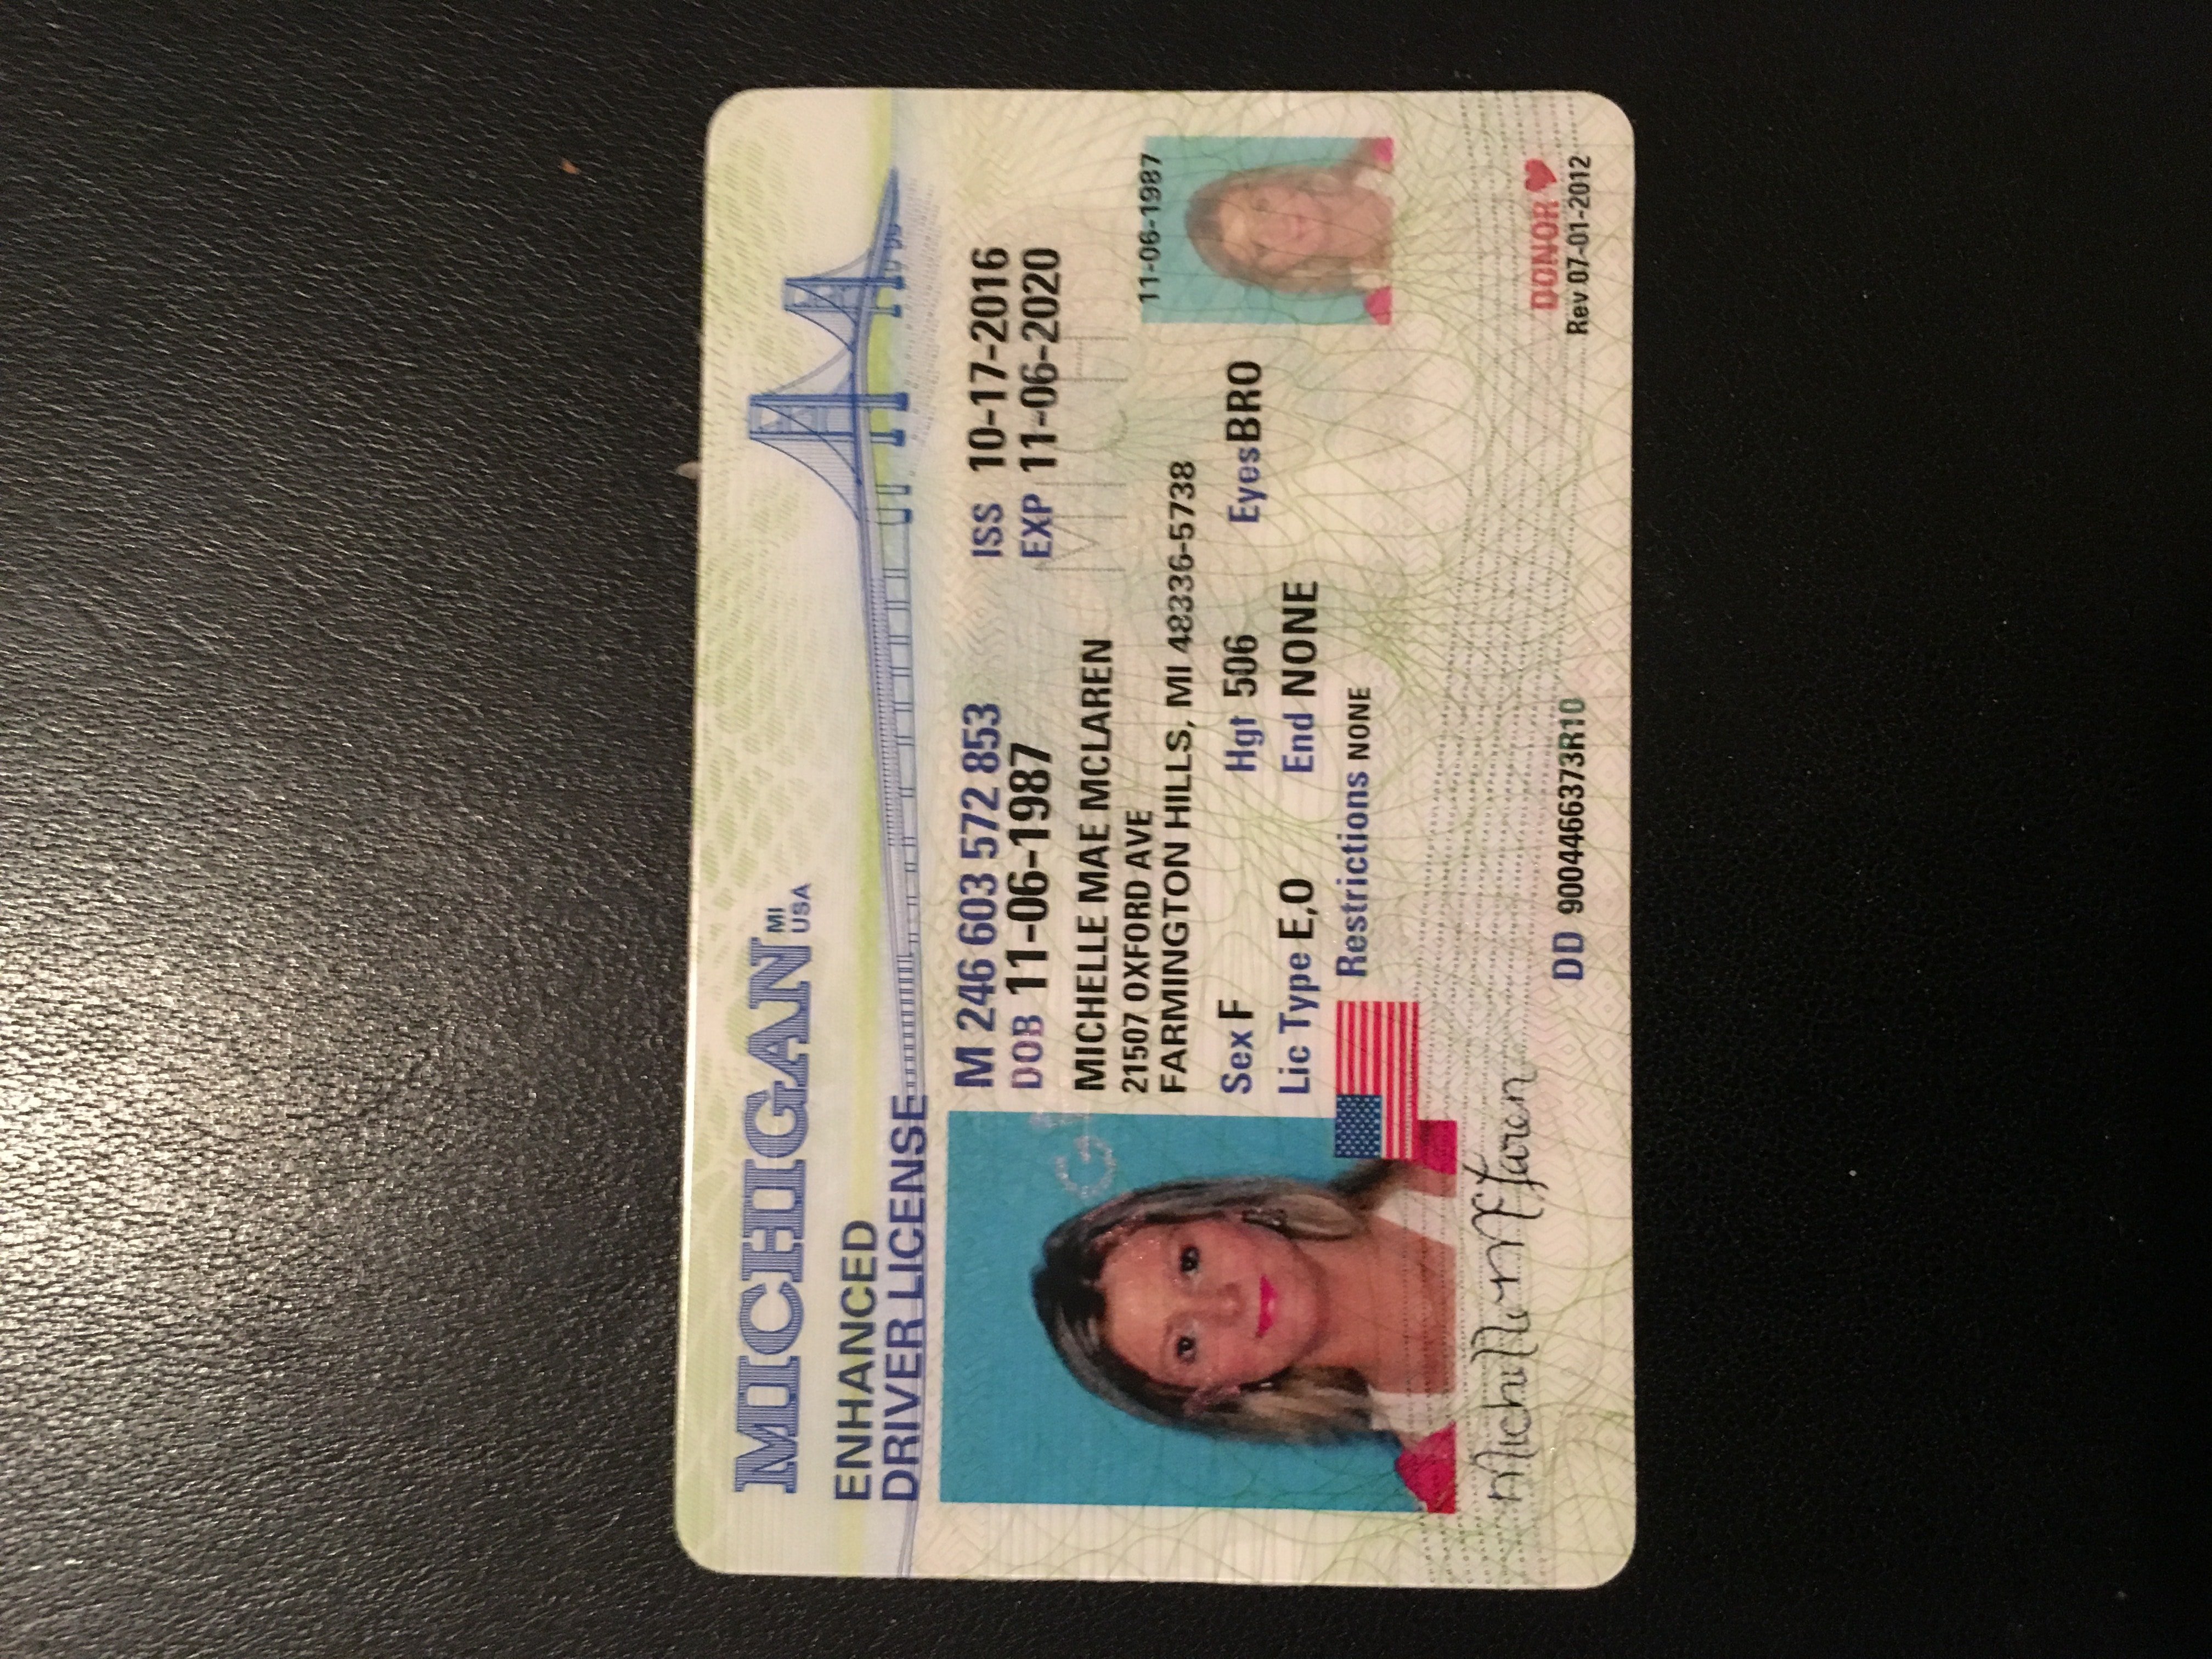 MICHIGAN MI USA
ENHANCED
DRIVER LICENSE
M 246 603 572 853
ISS 10-17-2016
DOB 11-06-1987
EXP 11-06-2020
MICHELLE MAE MCLAREN
21507 OXFORD AVE
FARMINGTON HILLS, MI 48336-5738
11-06-1987
Sex F Hgt 506 Eyes BRO
Lic Type E,O End NONE
Restrictions NONE
DONOR
DD 9004466373R10
Rev 07-01-2012